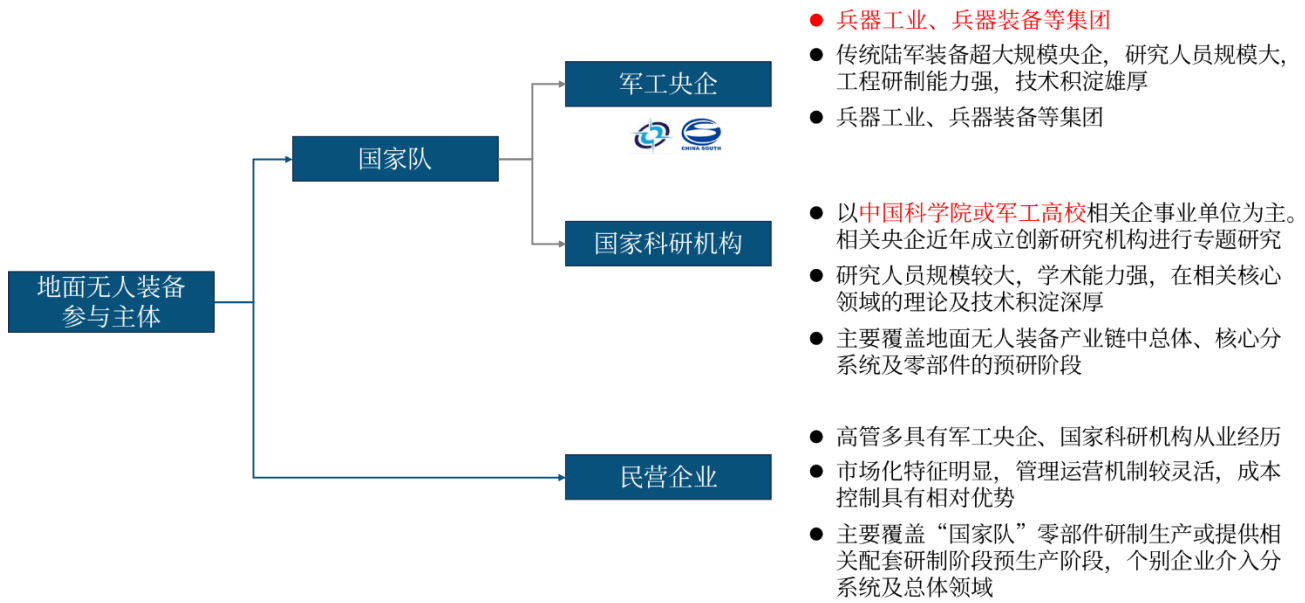 地面无人装备
参与主体
国家队
军工央企
CHINA SOUTH
兵器工业、兵器装备等集团
传统陆军装备超大规模央企，研究人员规模大，
工程研制能力强，技术积淀雄厚
兵器工业、兵器装备等集团
国家科研机构
以中国科学院或军工高校相关企事业单位为主。
相关央企近年成立创新研究机构进行专题研究
研究人员规模较大，学术能力强，在相关核心
领域的理论及技术积淀深厚
主要覆盖地面无人装备产业链中总体、核心分
系统及零部件的预研阶段
民营企业
高管多具有军工央企、国家科研机构从业经历
市场化特征明显，管理运营机制较灵活，成本
控制具有相对优势
主要覆盖“国家队”零部件研制生产或提供相
关配套研制阶段预生产阶段，个别企业介入分
系统及总体领域